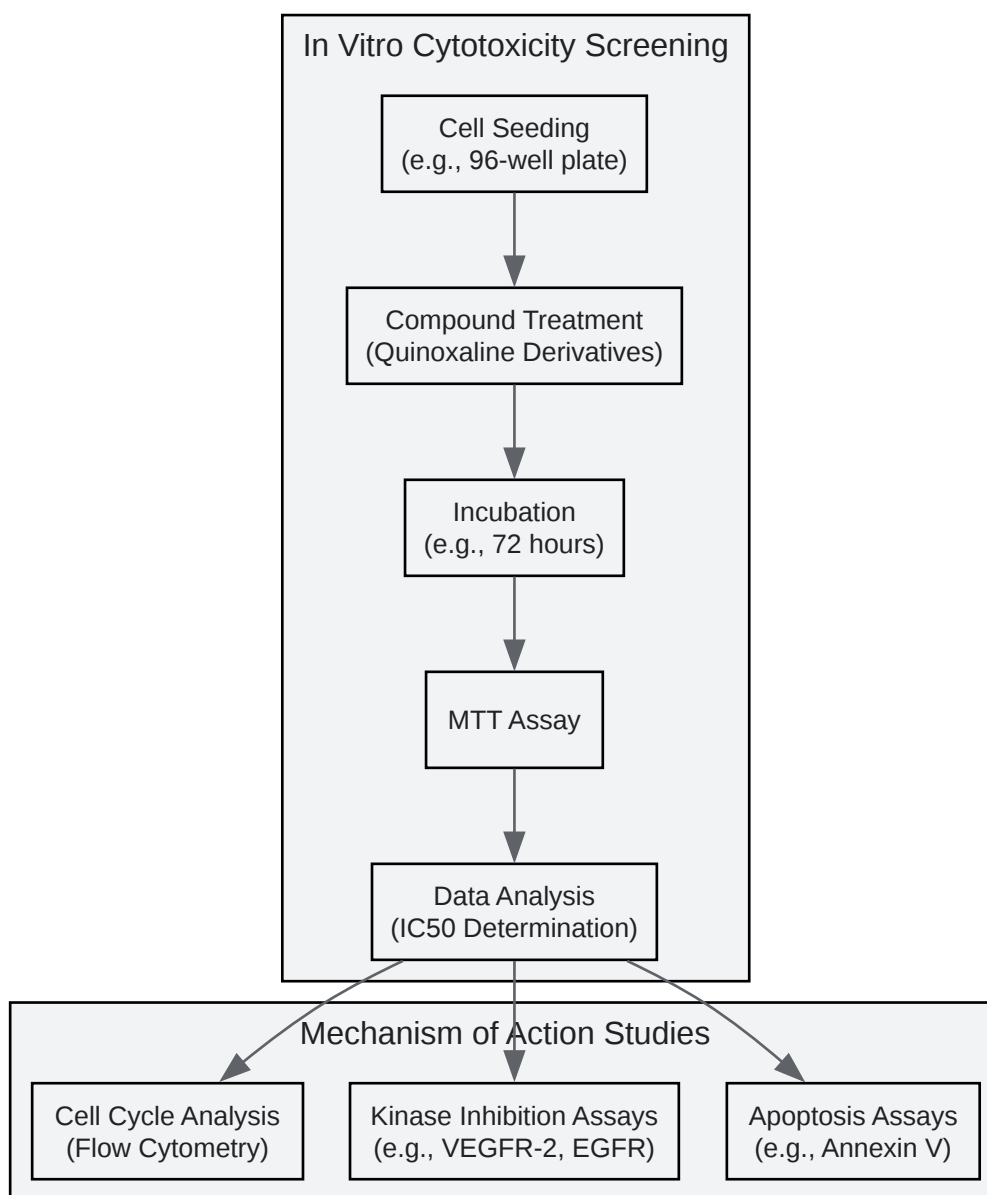 In Vitro Cytotoxicity Screening
Cell Seeding
(e.g., 96-well plate)
Compound Treatment
(Quinoxaline Derivatives)
Incubation
(e.g., 72 hours)
MTT Assay
Data Analysis
(IC50 Determination)
Mechanism of Action Studies
Cell Cycle Analysis
(Flow Cytometry)
Kinase Inhibition Assays
(e.g., VEGFR-2, EGFR)
Apoptosis Assays
(e.g., Annexin V)